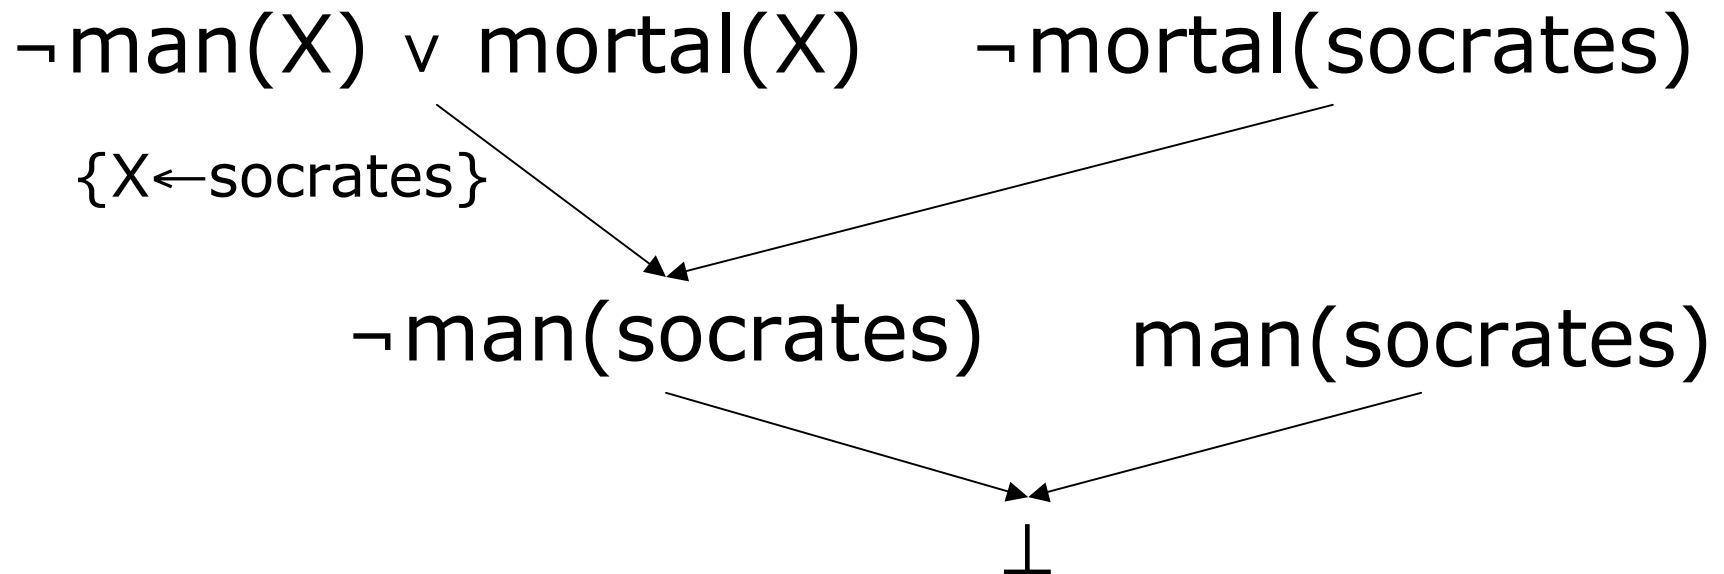 ¬man(X) ∨ mortal(X) ¬mortal(socrates)
{X←socrates}
¬man(socrates) man(socrates)
⊥